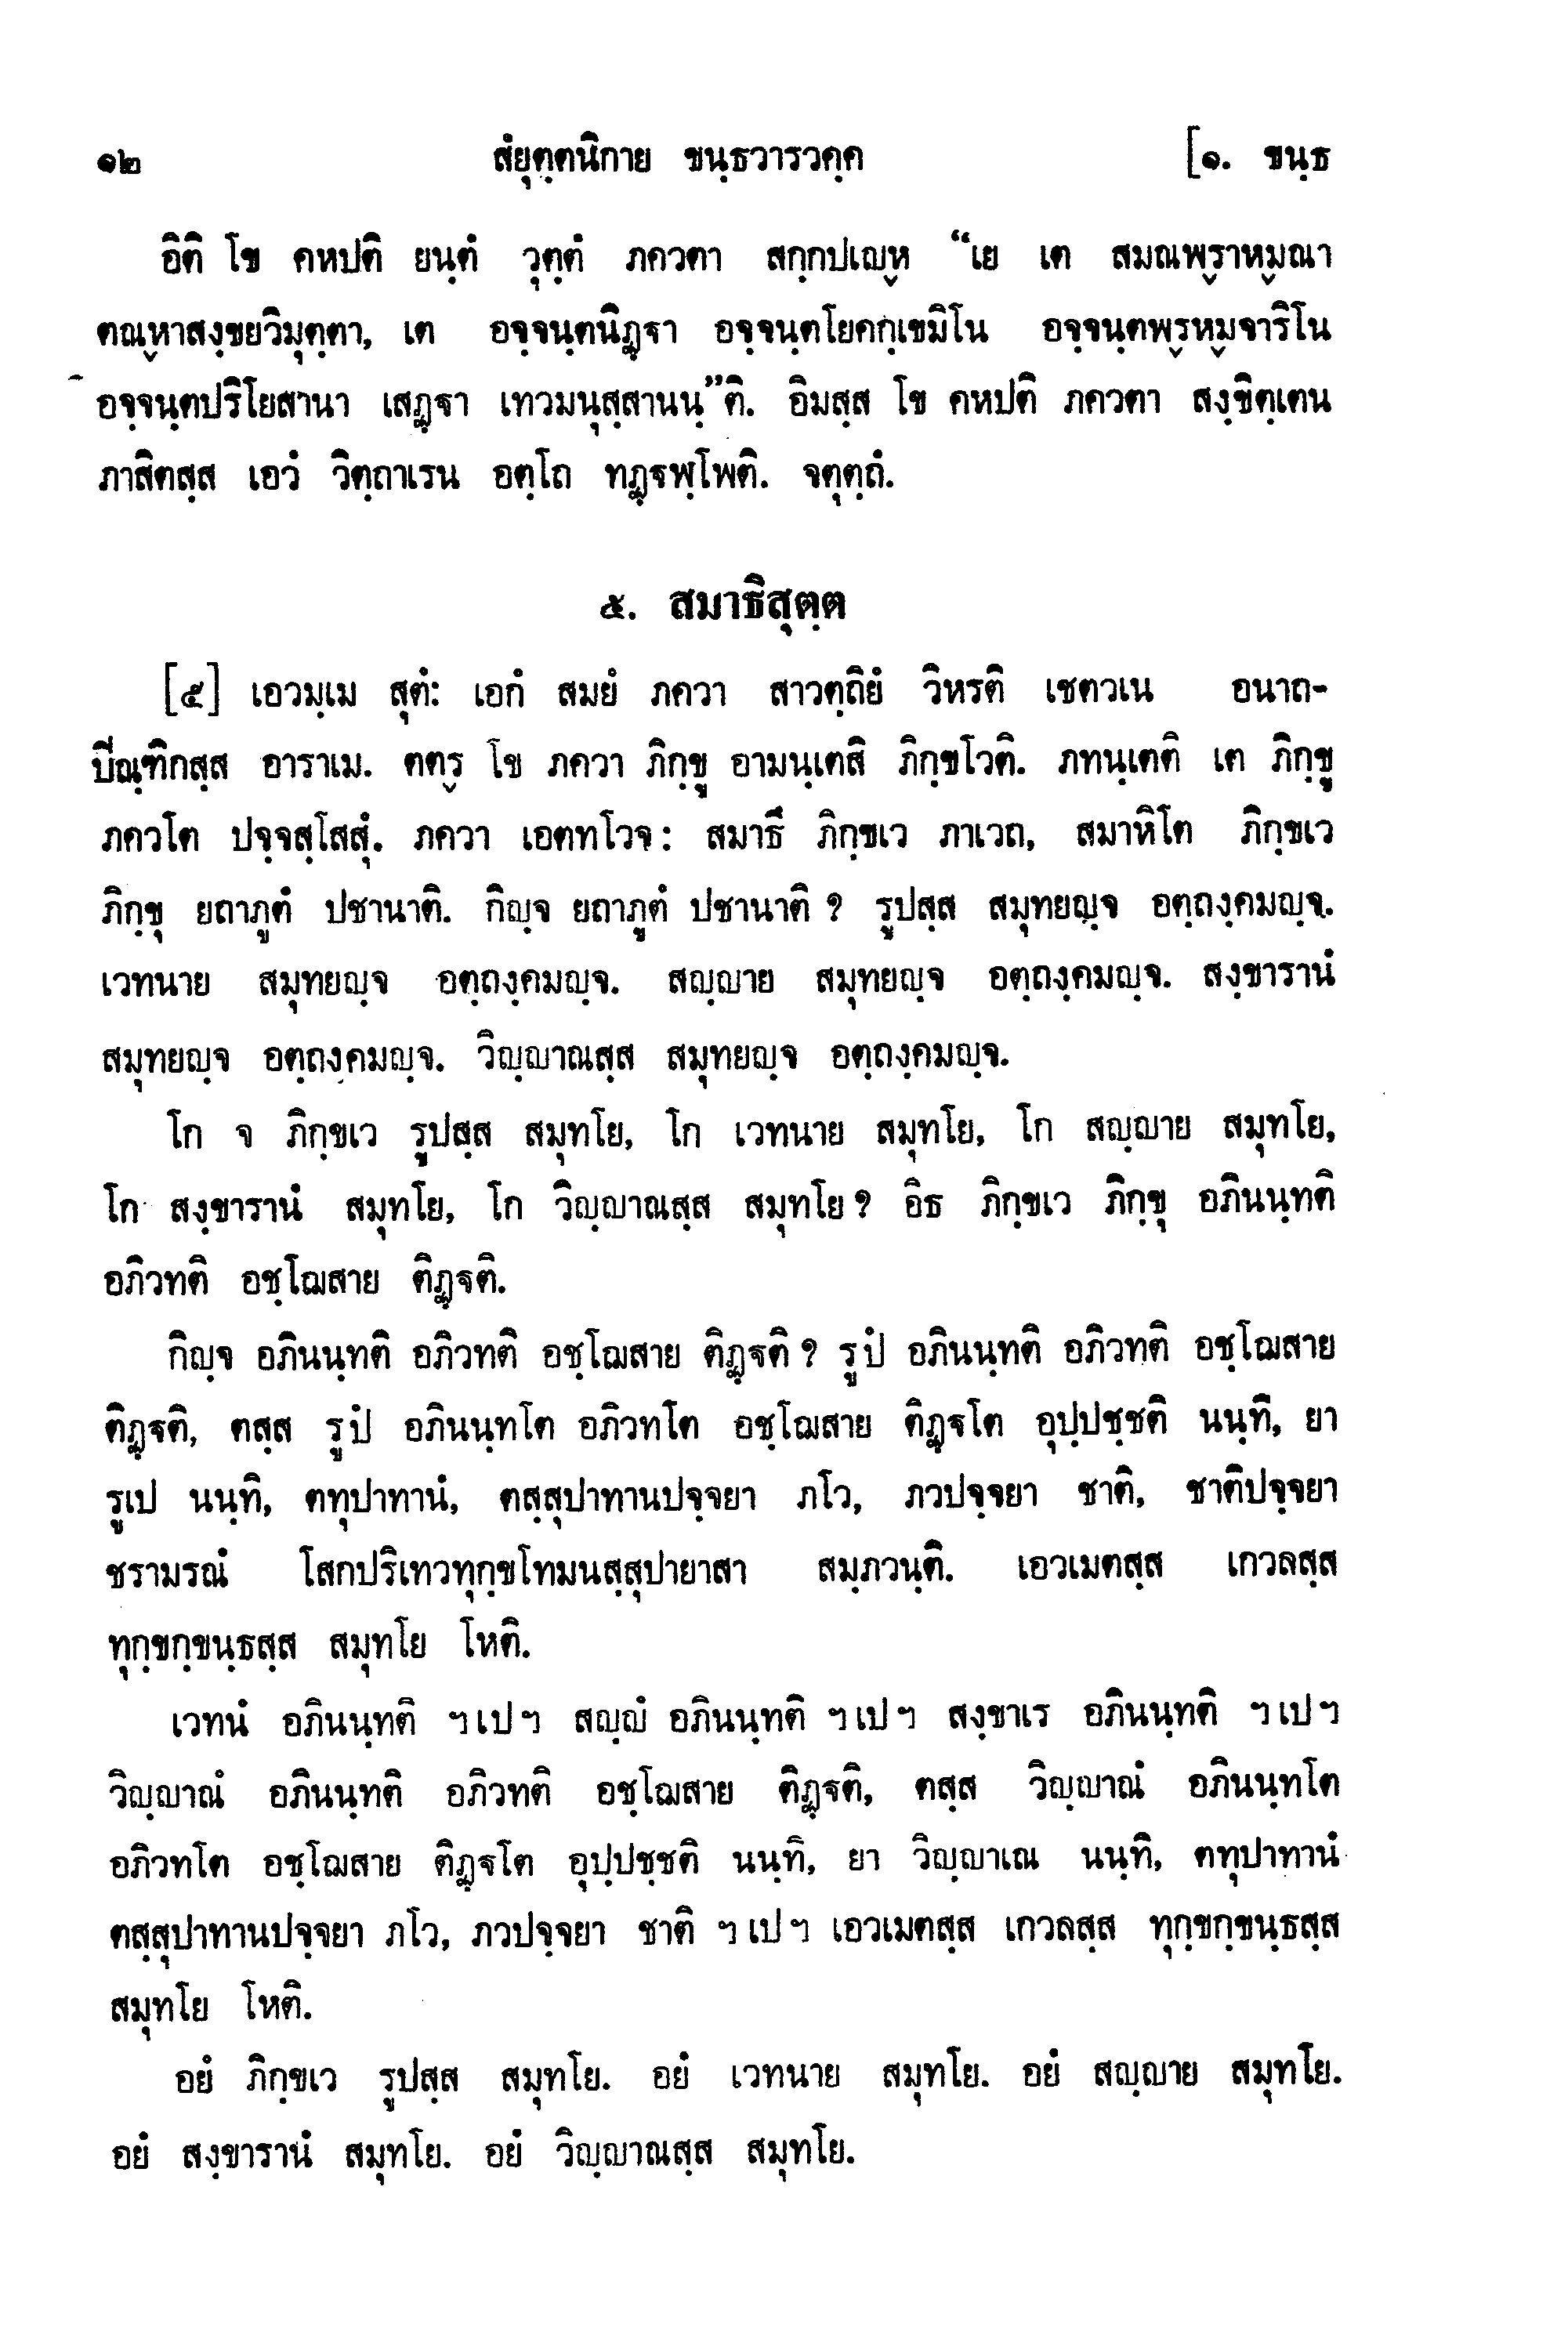 ๑๒ สํยุตฺตนิกาย ขนฺธวารวคฺค [๑. ขนฺธ
อิติ โข คหปติ ยนฺตํ วุตฺตํ ภควตา สกฺกปเญฺห “เย เต สมณพฺราหฺมณา
ตณฺหาสงฺขยวิมุตฺตา, เต อจฺจนฺตนิฏฺฐา อจฺจนฺตโยคกฺเขมิโน อจฺจนฺตพฺรหฺมจาริโน
อจฺจนฺตปริโยสานา เสฏฺฐา เทวมนุสฺสานนฺ”ติ. อิมสฺส โข คหปติ ภควตา สงฺขิตฺเตน
ภาสิตสฺส เอวํ วิตฺถาเรน อตฺโถ ทฏฺฐพฺโพติ. จตุตฺถํ.
๕. สมาธิสุตฺต
[๕] เอวมฺเม สุตํ: เอกํ สมยํ ภควา สาวตฺถิยํ วิหรติ เชตวเน อนาถ-
ปิณฺฑิกสฺส อาราเม. ตตฺร โข ภควา ภิกฺขู อามนฺเตสิ ภิกฺขโวติ. ภทนฺเตติ เต ภิกฺขู
ภควโต ปจฺจสฺโสสุํ. ภควา เอตทโวจ: สมาธึ ภิกฺขเว ภาเวถ, สมาหิโต ภิกฺขเว
ภิกฺขุ ยถาภูตํ ปชานาติ. กิญฺจ ยถาภูตํ ปชานาติ ? รูปสฺส สมุทยญฺจ อตฺถงฺคมญฺจ.
เวทนาย สมุทยญฺจ อตฺถงฺคมญฺจ. สญฺญาย สมุทยญฺจ อตฺถงฺคมญฺจ. สงฺขารานํ
สมุทยญฺจ อตฺถงฺคมญฺจ. วิญฺญาณสฺส สมุทยญฺจ อตฺถงฺคมญฺจ.
โก จ ภิกฺขเว รูปสฺส สมุทโย, โก เวทนาย สมุทโย, โก สญฺญาย สมุทโย,
โก สงฺขารานํ สมุทโย, โก วิญฺญาณสฺส สมุทโย ? อิธ ภิกฺขเว ภิกฺขุ อภินนฺทติ
อภิวทติ อชฺโฌสาย ติฏฺฐติ.
กิญฺจ อภินนฺทติ อภิวทติ อชฺโฌสาย ติฏฺฐติ ? รูปํ อภินนฺทติ อภิวทติ อชฺโฌสาย
ติฏฺฐติ, ตสฺส รูปํ อภินนฺทโต อภิวทโต อชฺโฌสาย ติฏฺฐโต อุปฺปชฺชติ นนฺทิ, ยา
รูเป นนฺทิ, ตทุปาทานํ, ตสฺสุปาทานปจฺจยา ภโว, ภวปจฺจยา ชาติ, ชาติปจฺจยา
ชรามรณํ โสกปริเทวทุกฺขโทมนสฺสุปายาสา สมฺภวนฺติ. เอวเมตสฺส เกวลสฺส
ทุกฺขกฺขนฺธสฺส สมุทโย โหติ.
เวทนํ อภินนฺทติ ฯ เป ฯ สญฺญํ อภินนฺทติ ฯ เป ฯ สงฺขาเร อภินนฺทติ ฯ เป ฯ
วิญฺญาณํ อภินนฺทติ อภิวทติ อชฺโฌสาย ติฏฺฐติ, ตสฺส วิญฺญาณํ อภินนฺทโต
อภิวทโต อชฺโฌสาย ติฏฺฐโต อุปฺปชฺชติ นนฺทิ, ยา วิญฺญาเณ นนฺทิ, ตทุปาทานํ
ตสฺสุปาทานปจฺจยา ภโว, ภวปจฺจยา ชาติ ฯ เป ฯ เอวเมตสฺส เกวลสฺส ทุกฺขกฺขนฺธสฺส
สมุทโย โหติ.
อยํ ภิกฺขเว รูปสฺส สมุทโย. อยํ เวทนาย สมุทโย. อยํ สญฺญาย สมุทโย.
อยํ สงฺขารานํ สมุทโย. อยํ วิญฺญาณสฺส สมุทโย.